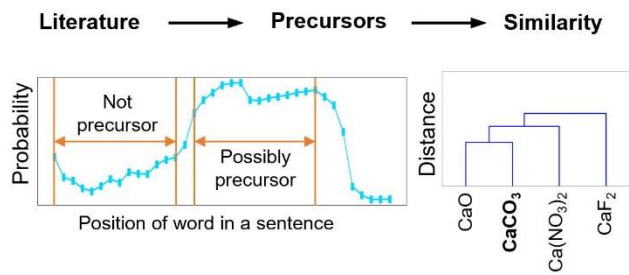 Literature → Precursors → Similarity
Probability
Not
precursor
Possibly
precursor
Position of word in a sentence
Distance
CaO
CaCO₃
Ca(NO₃)₂
CaF₂